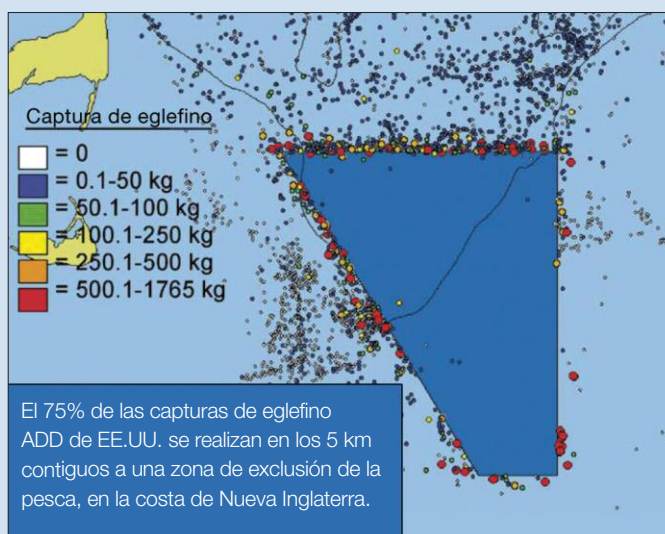 Captura de eglefino
= 0
= 0.1-50 kg
= 50.1-100 kg
= 100.1-250 kg
= 250.1-500 kg
= 500.1-1765 kg
El 75% de las capturas de eglefino
ADD de EE.UU. se realizan en los 5 km
contiguos a una zona de exclusión de la
pesca, en la costa de Nueva Inglaterra.